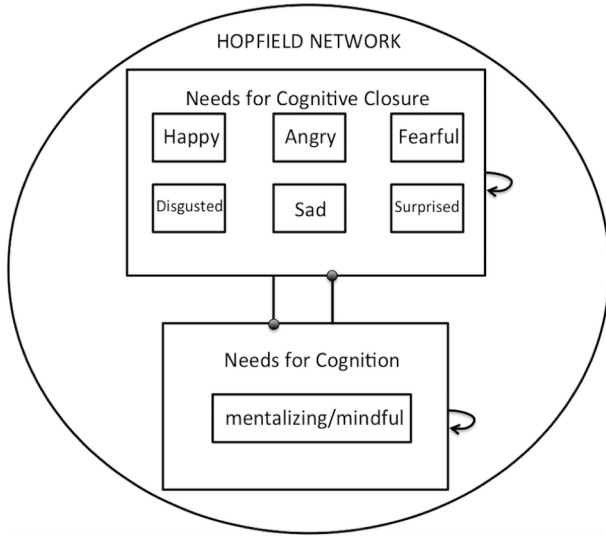 HOPFIELD NETWORK
Needs for Cognitive Closure
Happy Angry Fearful
Disgusted Sad Surprised
Needs for Cognition
mentalizing/mindful